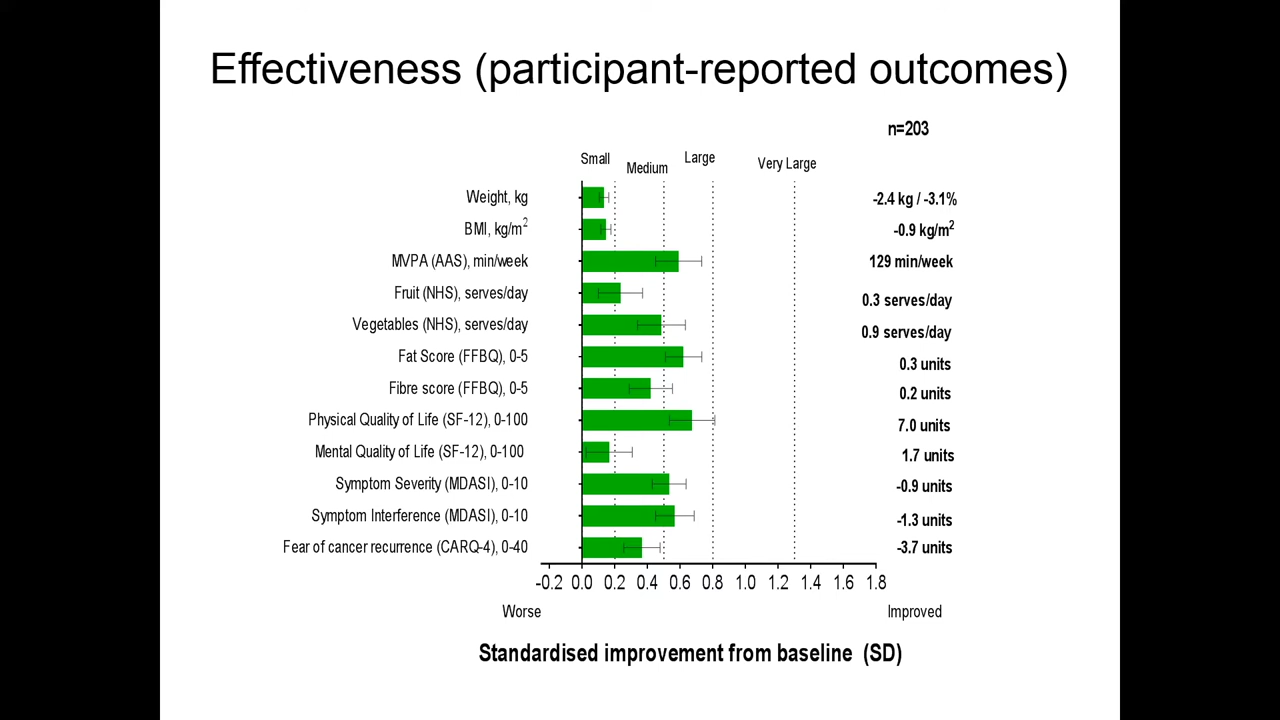 Effectiveness (participant-reported outcomes)
n=203
Small Medium Large Very Large
Weight, kg -2.4 kg / -3.1%
BMI, kg/m² -0.9 kg/m²
MVPA (AAS), min/week 129 min/week
Fruit (NHS), serves/day 0.3 serves/day
Vegetables (NHS), serves/day 0.9 serves/day
Fat Score (FFBQ), 0-5 0.3 units
Fibre score (FFBQ), 0-5 0.2 units
Physical Quality of Life (SF-12), 0-100 7.0 units
Mental Quality of Life (SF-12), 0-100 1.7 units
Symptom Severity (MDASI), 0-10 -0.9 units
Symptom Interference (MDASI), 0-10 -1.3 units
Fear of cancer recurrence (CARQ-4), 0-40 -3.7 units
-0.2 0.0 0.2 0.4 0.6 0.8 1.0 1.2 1.4 1.6 1.8
Worse Improved
Standardised improvement from baseline (SD)